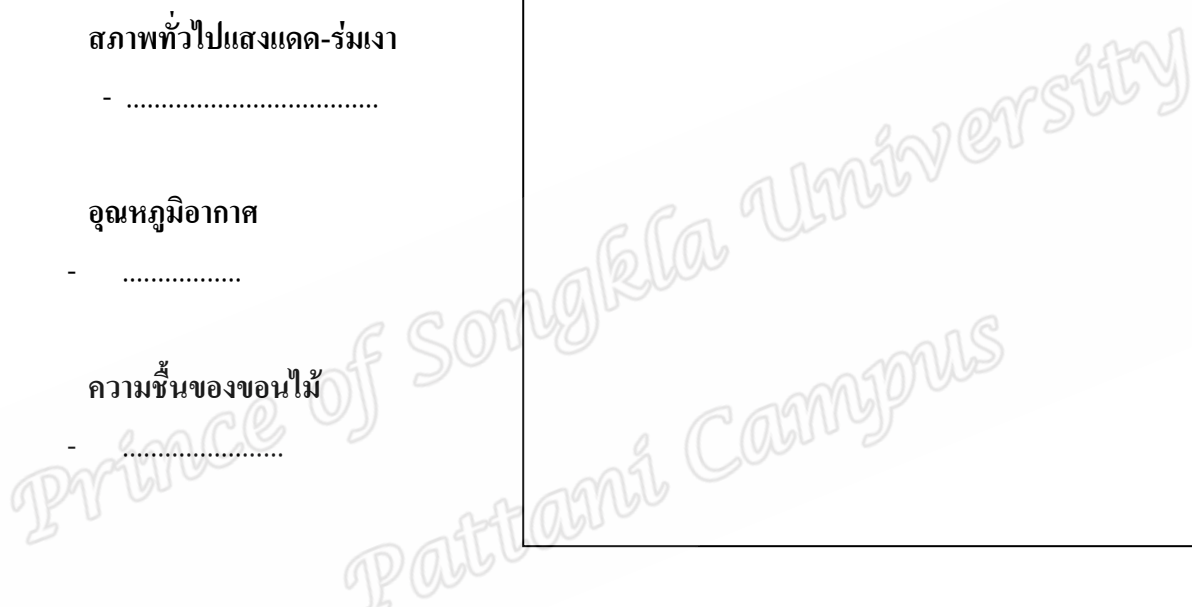 สภาพทั่วไปแสงแดด-ร่มเงา
- ....................................
อุณหภูมิอากาศ
- .................
ความชื้นของขอนไม้
- .......................
Prince of Songkla University
Pattani Campus